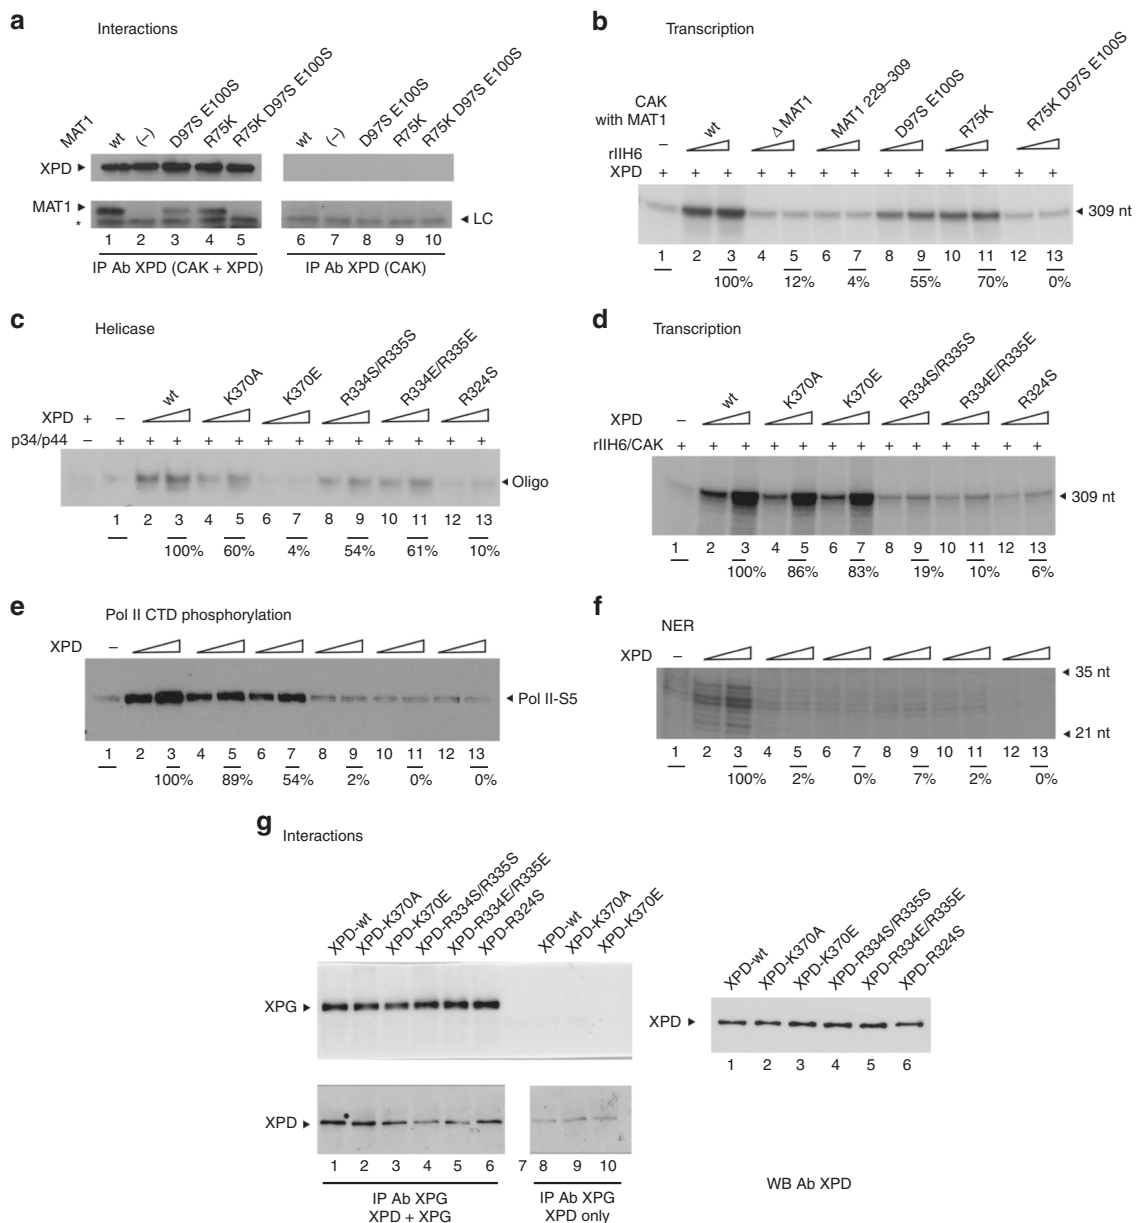 a
Interactions
MAT1
wt
(–)
D97S E100S
R75K
R75K D97S E100S
wt
(–)
D97S E100S
R75K
R75K D97S E100S
XPD
MAT1
*
LC
1 2 3 4 5 6 7 8 9 10
IP Ab XPD (CAK + XPD) IP Ab XPD (CAK)
b
Transcription
CAK
with MAT1
–
wt
Δ MAT1
MAT1 229–309
D97S E100S
R75K
R75K D97S E100S
rIIH6
XPD + + + + + + + + + + + + +
309 nt
1 2 3 4 5 6 7 8 9 10 11 12 13
100% 12% 4% 55% 70% 0%
c
Helicase
wt
K370A
K370E
R334S/R335S
R334E/R335E
R324S
XPD + –
p34/p44 – + + + + + + + + + + + + +
Oligo
1 2 3 4 5 6 7 8 9 10 11 12 13
100% 60% 4% 54% 61% 10%
d
Transcription
wt
K370A
K370E
R334S/R335S
R334E/R335E
R324S
XPD –
rIIH6/CAK + + + + + + + + + + + + +
309 nt
1 2 3 4 5 6 7 8 9 10 11 12 13
100% 86% 83% 19% 10% 6%
e
Pol II CTD phosphorylation
XPD –
Pol II-S5
1 2 3 4 5 6 7 8 9 10 11 12 13
100% 89% 54% 2% 0% 0%
f
NER
XPD –
35 nt
21 nt
1 2 3 4 5 6 7 8 9 10 11 12 13
100% 2% 0% 7% 2% 0%
g
Interactions
XPD-wt
XPD-K370A
XPD-K370E
XPD-R334S/R335S
XPD-R334E/R335E
XPD-R324S
XPD-wt
XPD-K370A
XPD-K370E
XPG
XPD
1 2 3 4 5 6 7 8 9 10
IP Ab XPG
XPD + XPG
IP Ab XPG
XPD only
XPD-wt
XPD-K370A
XPD-K370E
XPD-R334S/R335S
XPD-R334E/R335E
XPD-R324S
XPD
1 2 3 4 5 6
WB Ab XPD